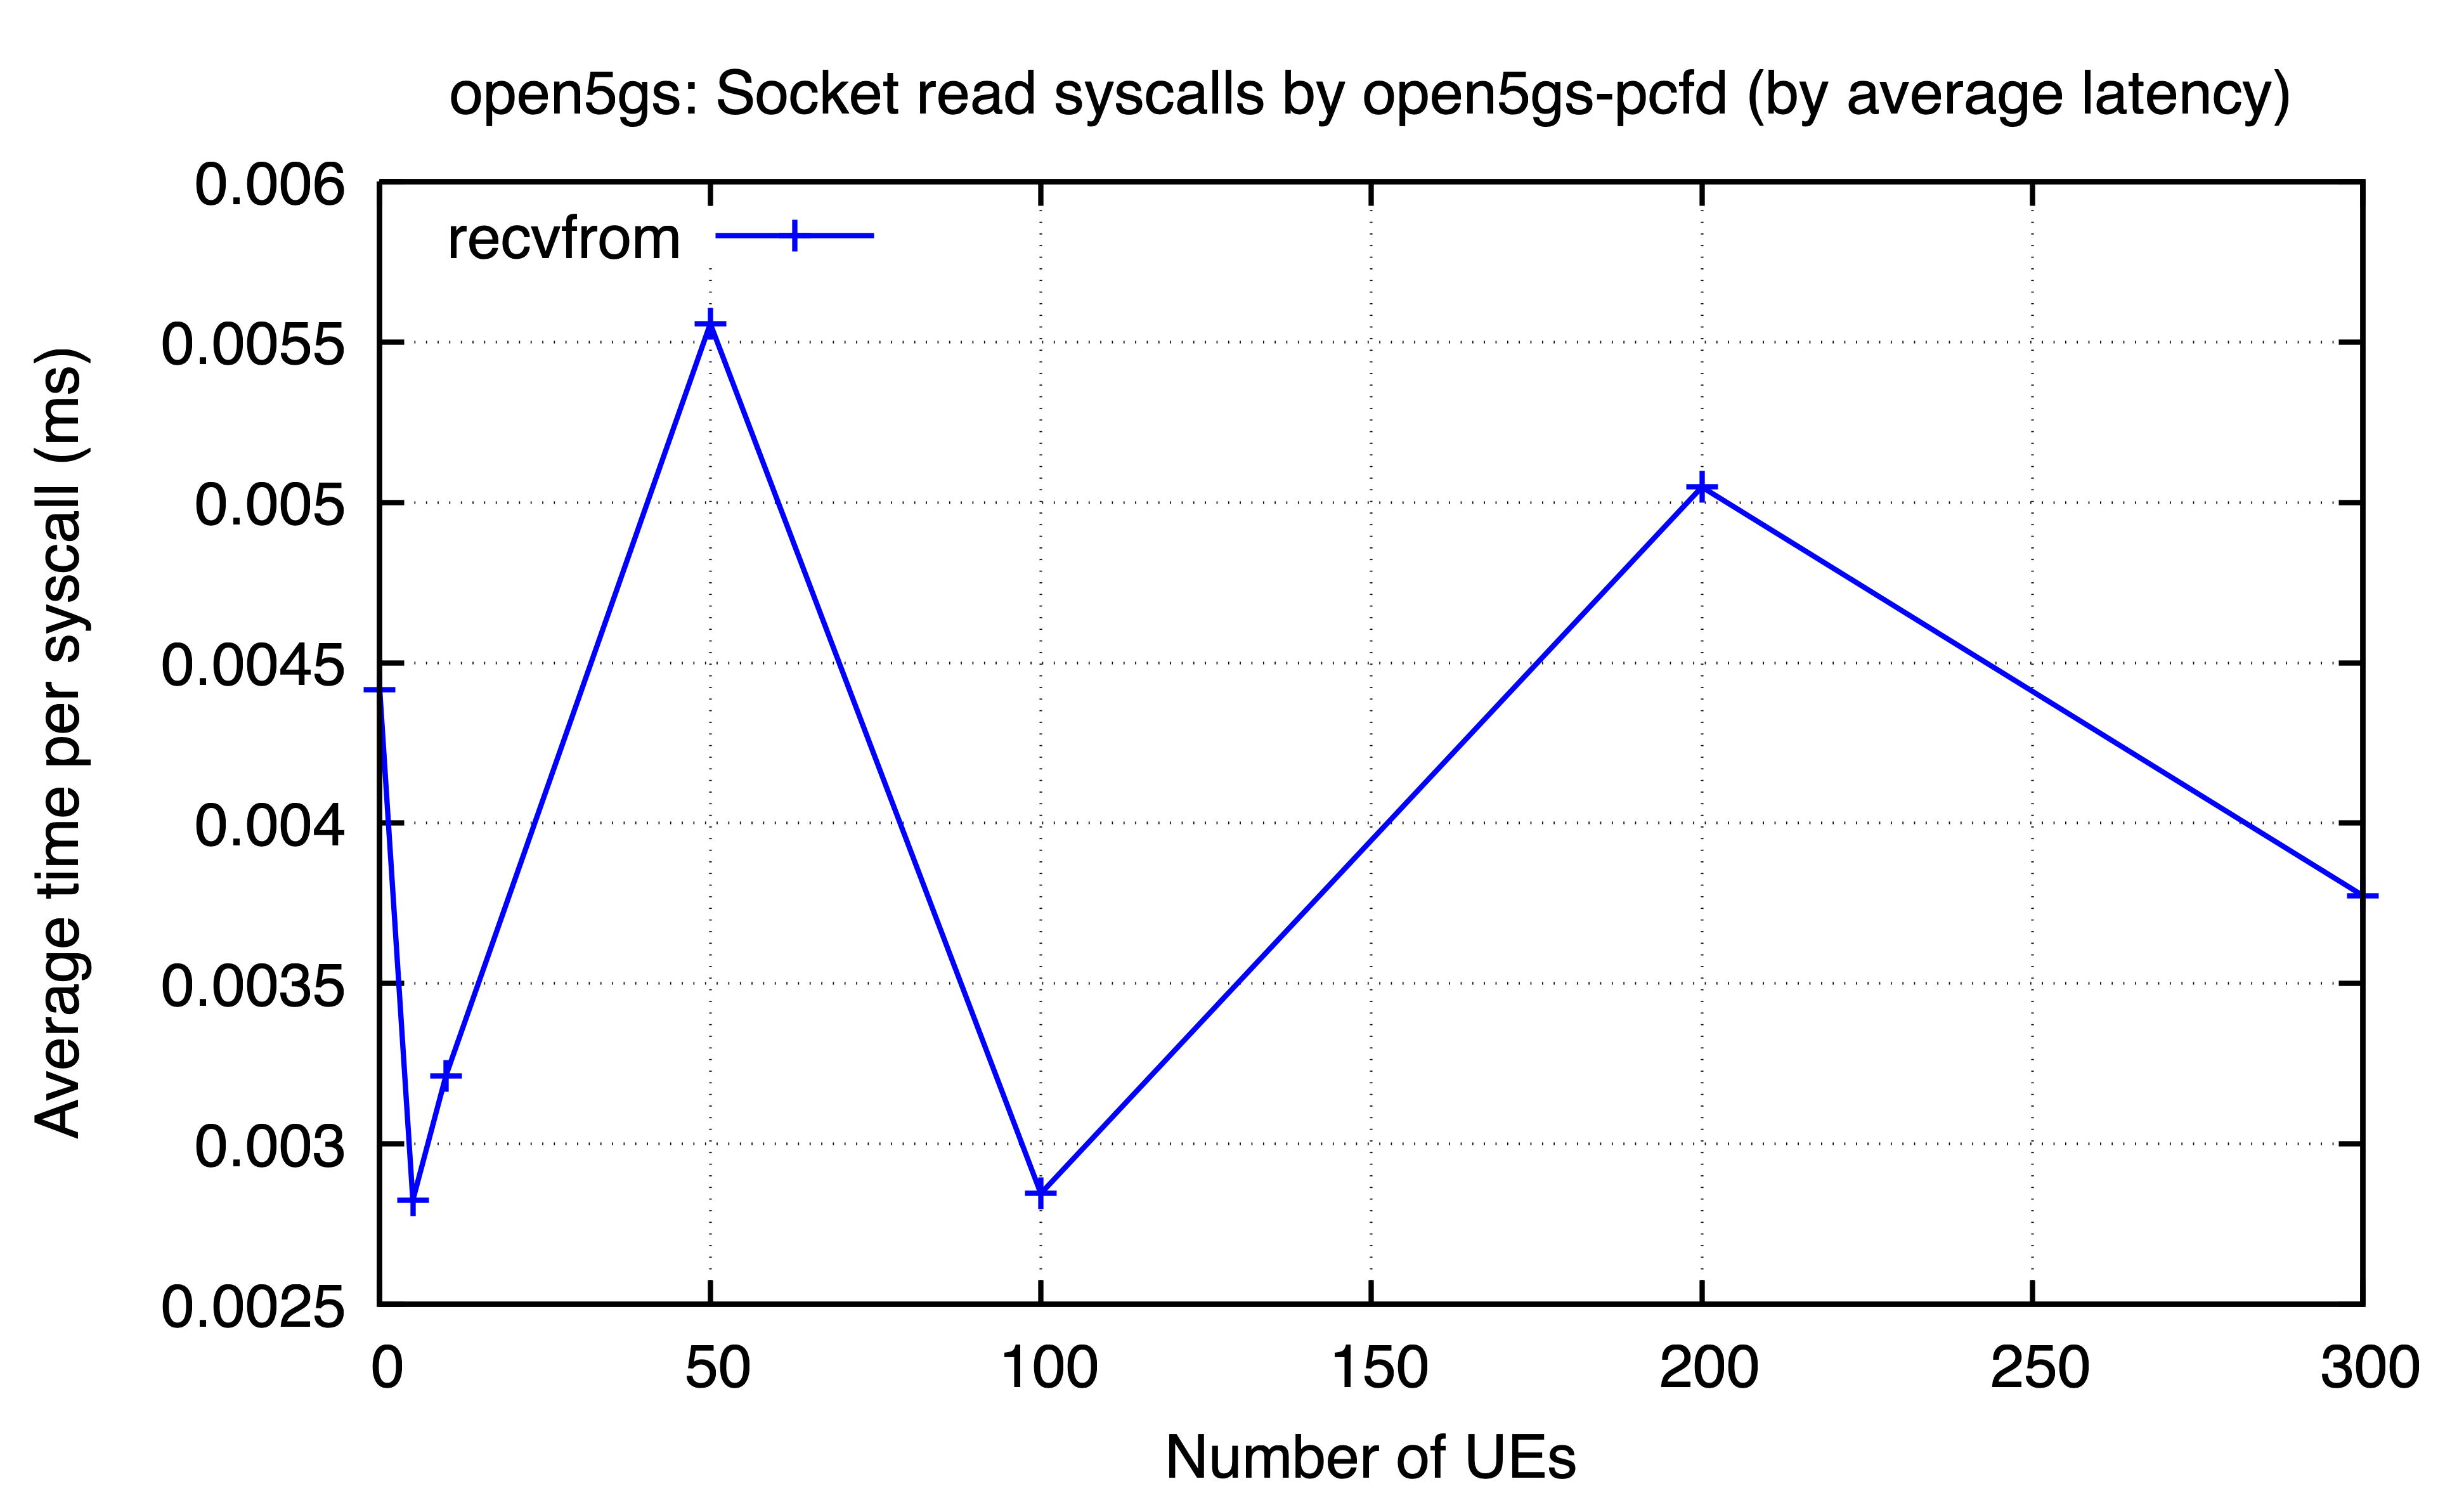 open5gs: Socket read syscalls by open5gs-pcfd (by average latency)
recvfrom
Average time per syscall (ms)
0.006
0.0055
0.005
0.0045
0.004
0.0035
0.003
0.0025
0 50 100 150 200 250 300
Number of UEs